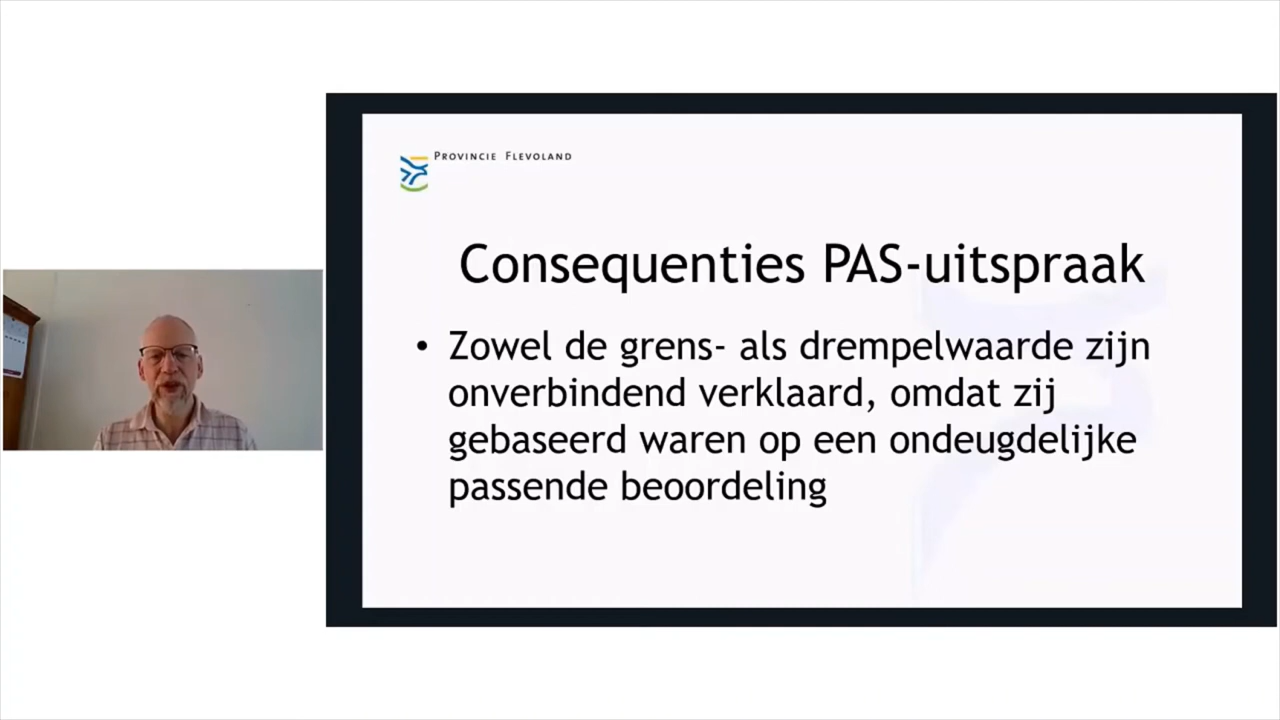 PROVINCIE FLEVOLAND
Consequenties PAS-uitspraak
• Zowel de grens- als drempelwaarde zijn
onverbindend verklaard, omdat zij
gebaseerd waren op een ondeugdelijke
passende beoordeling